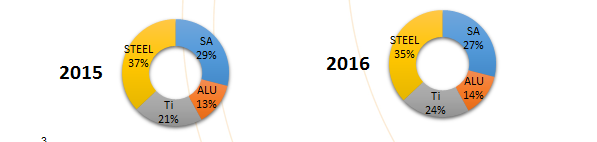 2015
STEEL
37%
SA
29%
ALU
13%
Ti
21%
2016
STEEL
35%
SA
27%
ALU
14%
Ti
24%
3